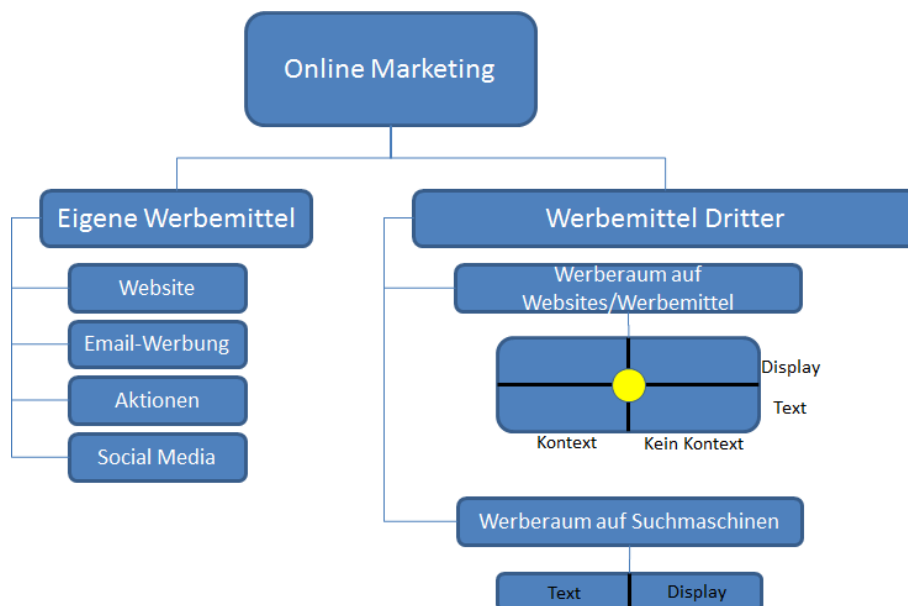 Online Marketing
Eigene Werbemittel
Website
Email-Werbung
Aktionen
Social Media
Werbemittel Dritter
Werberaum auf
Websites/Werbemittel
Display
Text
Kontext
Kein Kontext
Werberaum auf Suchmaschinen
Text
Display